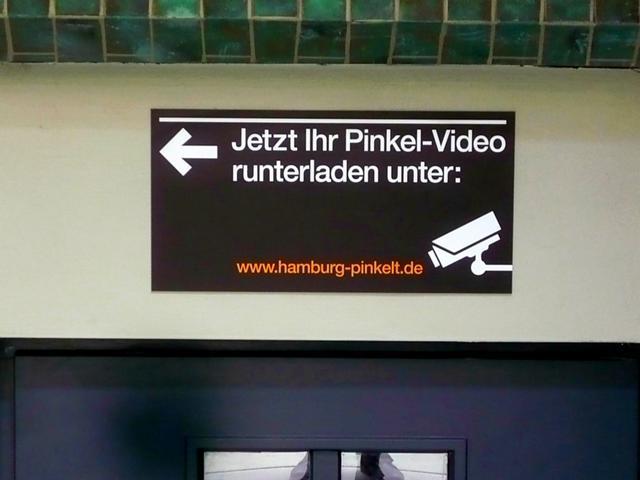 Jetzt Ihr Pinkel-Video
runterladen unter:
www.hamburg-pinkelt.de